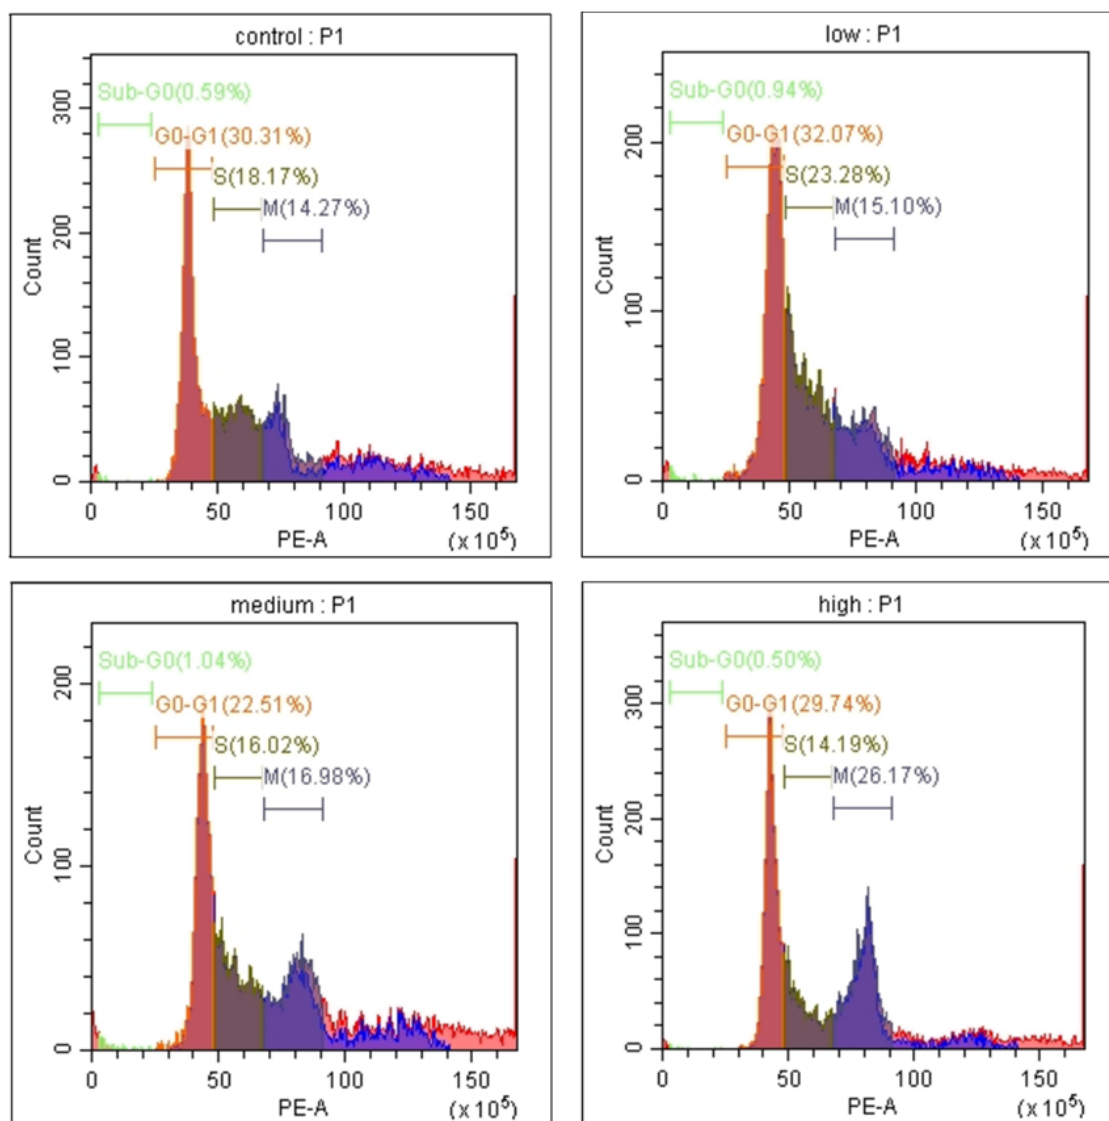 control : P1
Sub-G0(0.59%)
G0-G1(30.31%)
S(18.17%)
M(14.27%)
300
200
100
0
Count
0 50 100 150
PE-A (x 10⁵)
low : P1
Sub-G0(0.94%)
G0-G1(32.07%)
S(23.28%)
M(15.10%)
200
100
0
Count
0 50 100 150
PE-A (x 10⁵)
medium : P1
Sub-G0(1.04%)
G0-G1(22.51%)
S(16.02%)
M(16.98%)
200
100
0
Count
0 50 100 150
PE-A (x 10⁵)
high : P1
Sub-G0(0.50%)
G0-G1(29.74%)
S(14.19%)
M(26.17%)
300
200
100
0
Count
0 50 100 150
PE-A (x 10⁵)